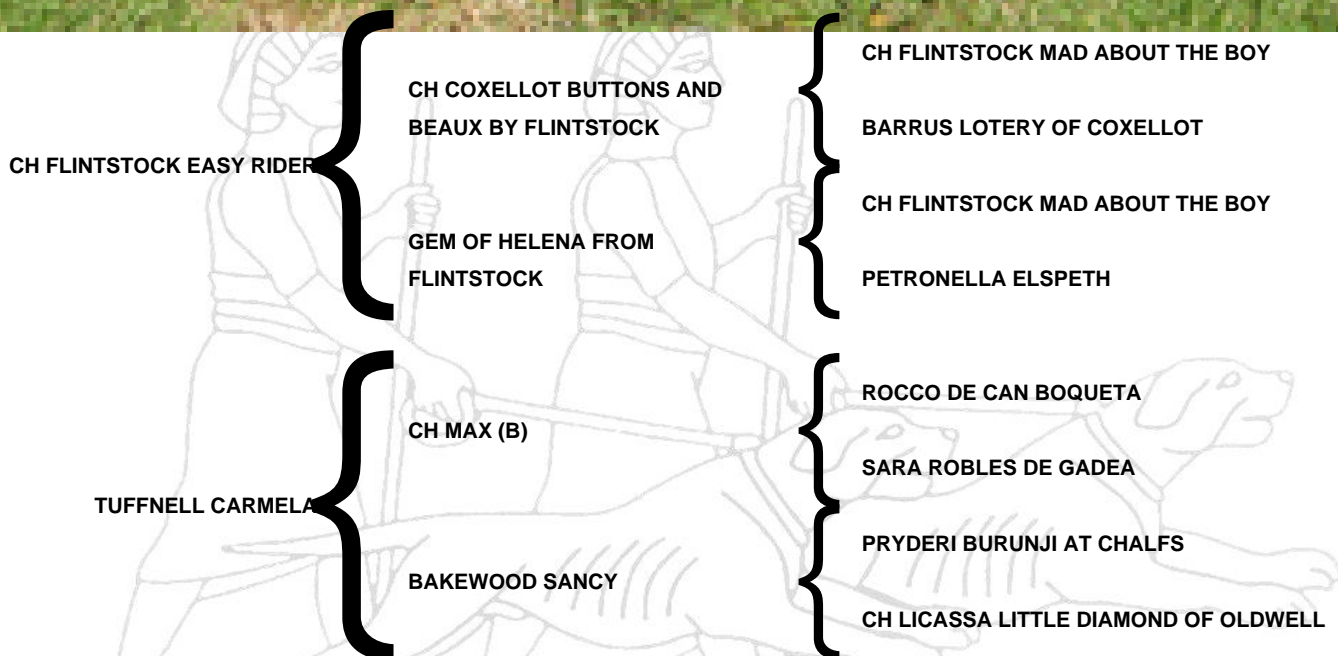 CH FLINTSTOCK EASY RIDER
CH COXELLOT BUTTONS AND
BEAUX BY FLINTSTOCK
CH FLINTSTOCK MAD ABOUT THE BOY
BARRUS LOTERY OF COXELLOT
GEM OF HELENA FROM
FLINTSTOCK
CH FLINTSTOCK MAD ABOUT THE BOY
PETRONELLA ELSPETH
TUFFNELL CARMELA
CH MAX (B)
ROCCO DE CAN BOQUETA
SARA ROBLES DE GADEA
BAKEWOOD SANCY
PRYDERI BURUNJI AT CHALFS
CH LICASSA LITTLE DIAMOND OF OLDWELL